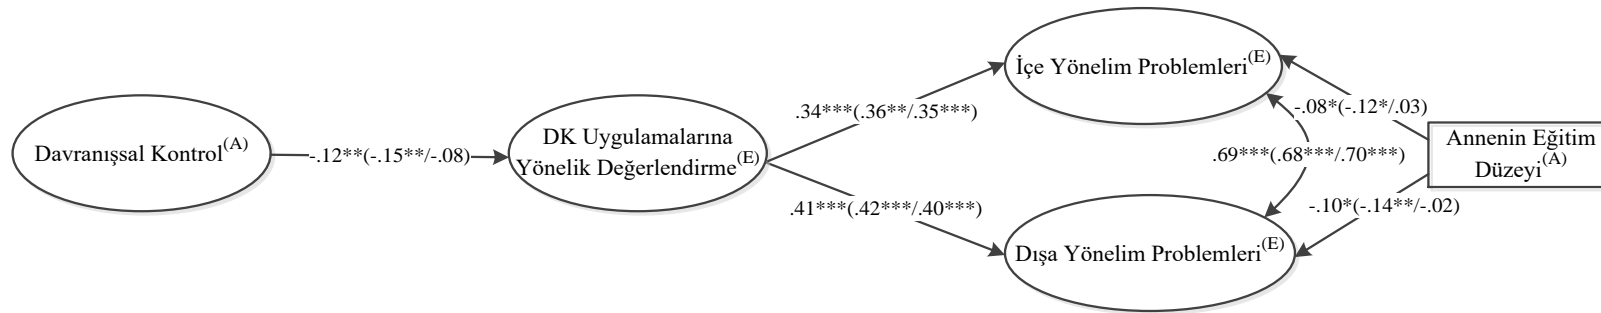 Davranışsal Kontrol(A)
-.12**(-.15**/-.08)
DK Uygulamalarına
Yönelik Değerlendirme(E)
.34***(.36**/.35***)
.41***(.42***/.40***)
İçe Yönelim Problemleri(E)
.69***(.68***/.70***)
Dışa Yönelim Problemleri(E)
-.08*(-.12*/.03)
-.10*(-.14**/-.02)
Annenin Eğitim
Düzeyi(A)